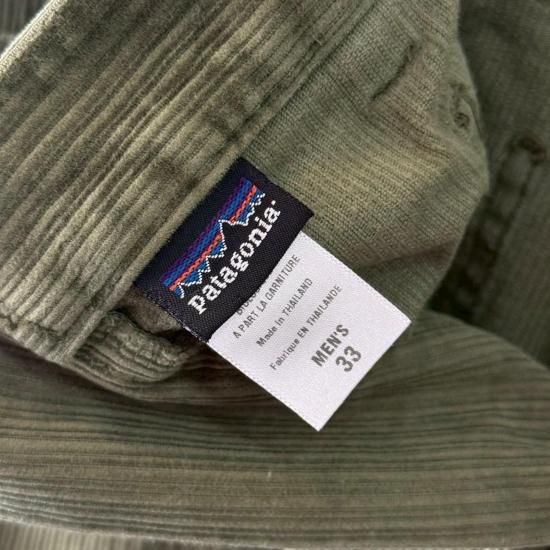 patagonia®
A PART LA GARNITURE
Made in THAILAND
Fabriqué EN THAILANDE
MEN'S
33